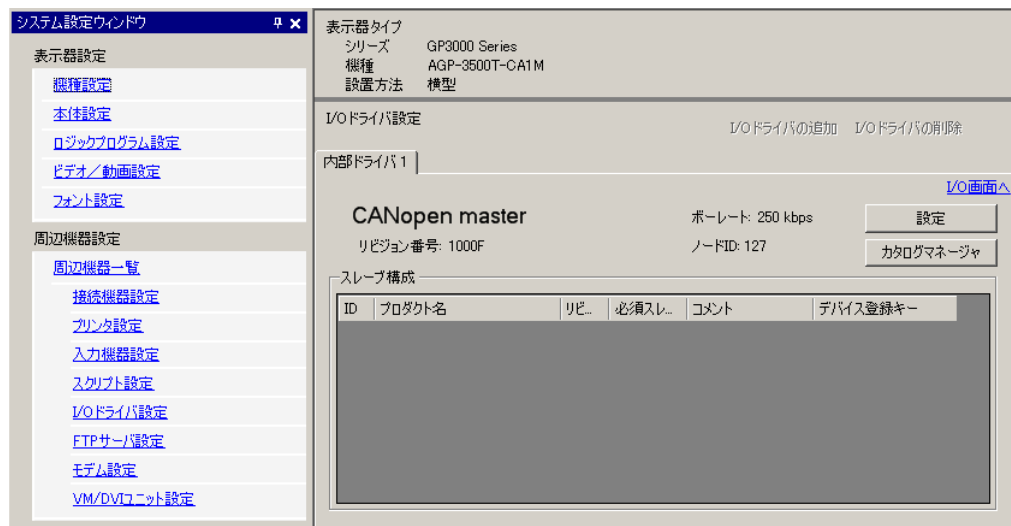 システム設定ウィンドウ
表示器設定
機種設定
本体設定
ロジックプログラム設定
ビデオ／動画設定
フォント設定
周辺機器設定
周辺機器一覧
接続機器設定
プリンタ設定
入力機器設定
スクリプト設定
I/Oドライバ設定
FTPサーバ設定
モデム設定
VM/DVIユニット設定
表示器タイプ
シリーズ GP3000 Series
機種 AGP-3500T-CA1M
設置方法 横型
I/Oドライバ設定
I/Oドライバの追加 I/Oドライバの削除
内部ドライバ 1
I/O画面へ
CANopen master ボーレート: 250 kbps 設定
リビジョン番号: 1000F ノードID: 127 カタログマネージャ
スレーブ構成
ID プロダクト名 リビ... 必須スレ... コメント デバイス登録キー